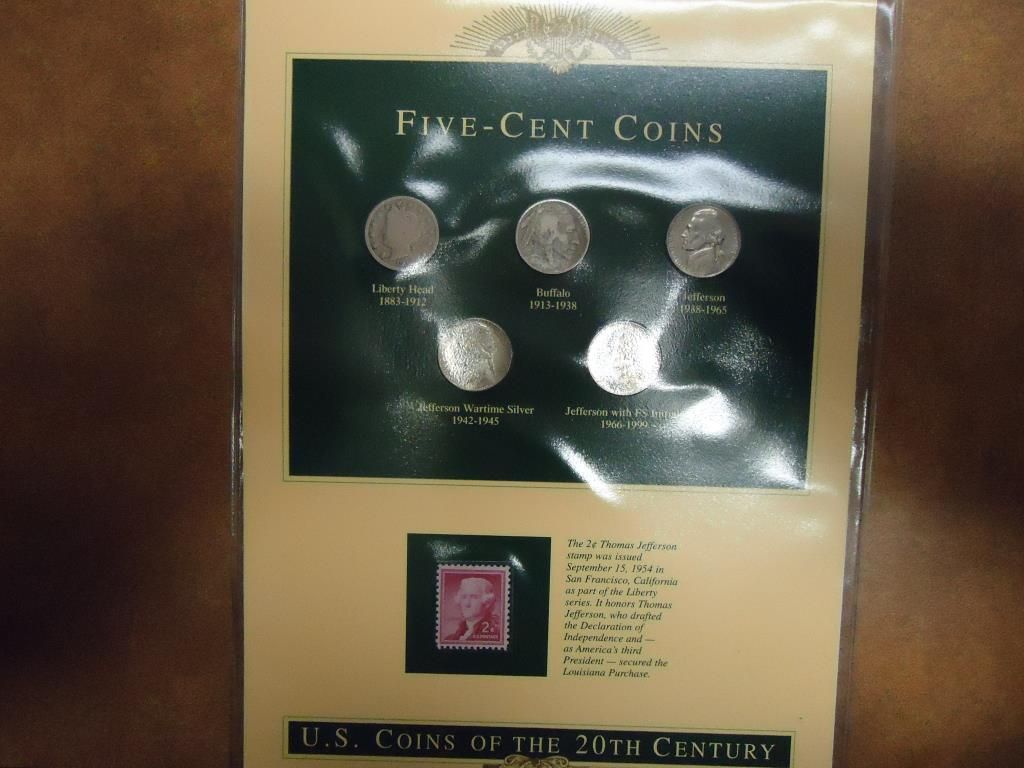 FIVE-CENT COINS
Liberty Head
1883-1912
Buffalo
1913-1938
Jefferson
1938-1965
Jefferson Wartime Silver
1942-1945
Jefferson with FS
1966-1999
2¢
U.S. POSTAGE
The 2¢ Thomas Jefferson
stamp was issued
September 15, 1954 in
San Francisco, California
as part of the Liberty
series. It honors Thomas
Jefferson, who drafted
the Declaration of
Independence and —
as America's third
President — secured the
Louisiana Purchase.
U.S. COINS OF THE 20TH CENTURY